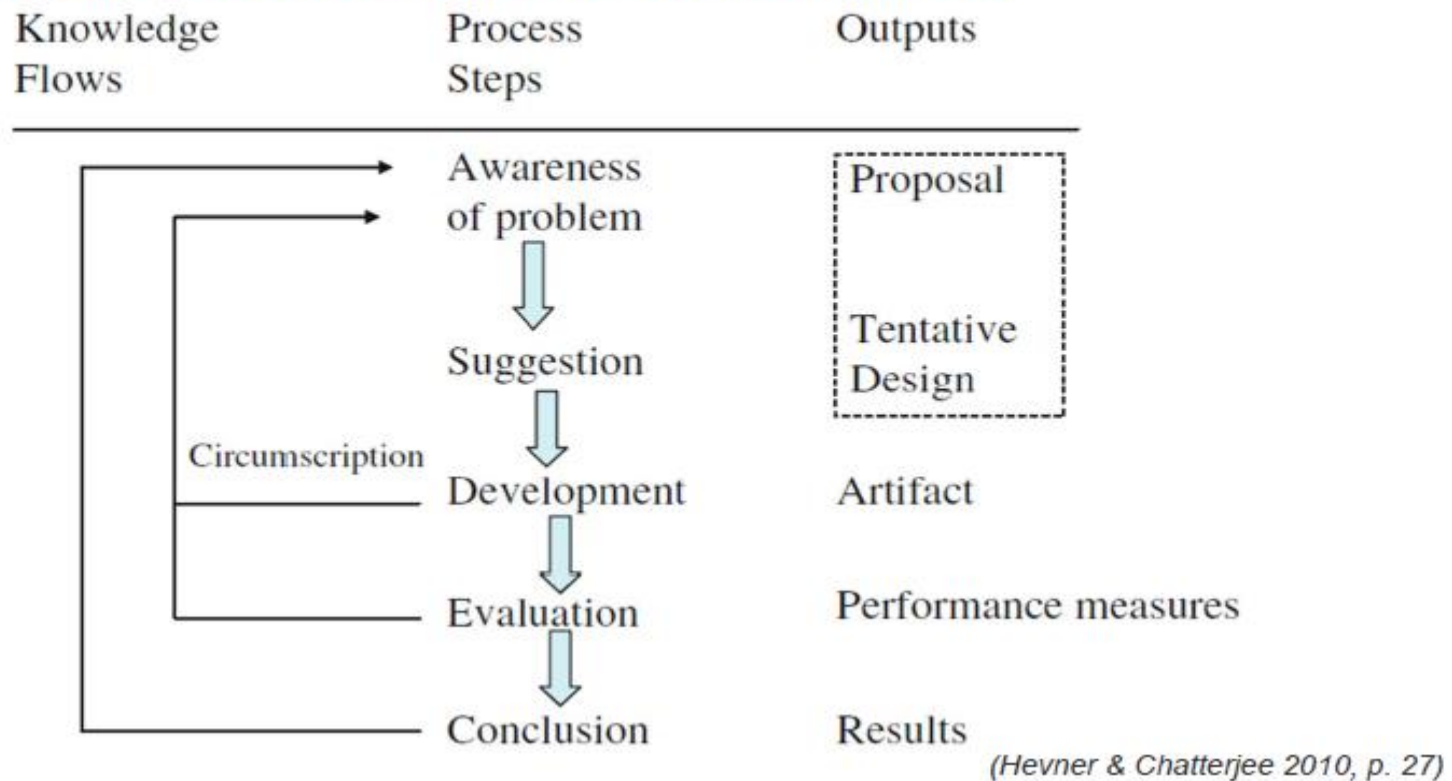 Knowledge
Flows
Process
Steps
Outputs
Awareness
of problem
Proposal
Suggestion
Tentative
Design
Circumscription
Development
Artifact
Evaluation
Performance measures
Conclusion
Results
(Hevner & Chatterjee 2010, p. 27)